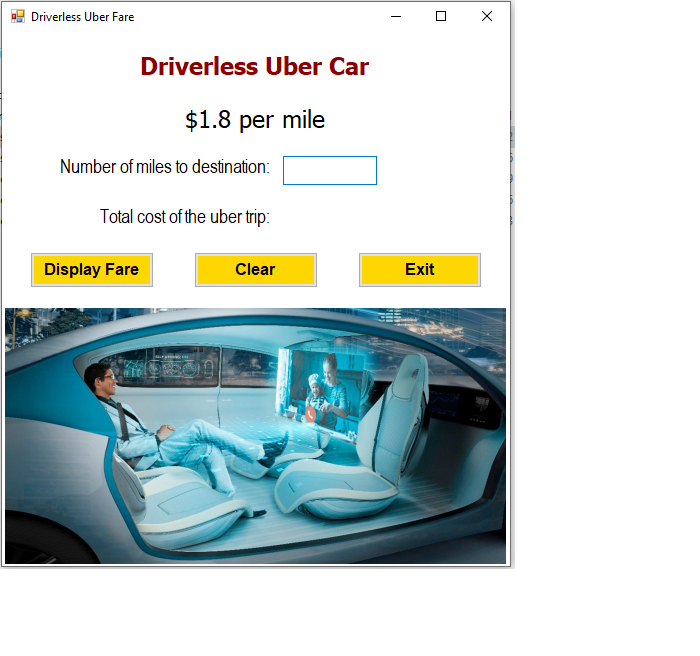 Driverless Uber Fare
Driverless Uber Car
$1.8 per mile
Number of miles to destination:
Total cost of the uber trip:
Display Fare Clear Exit